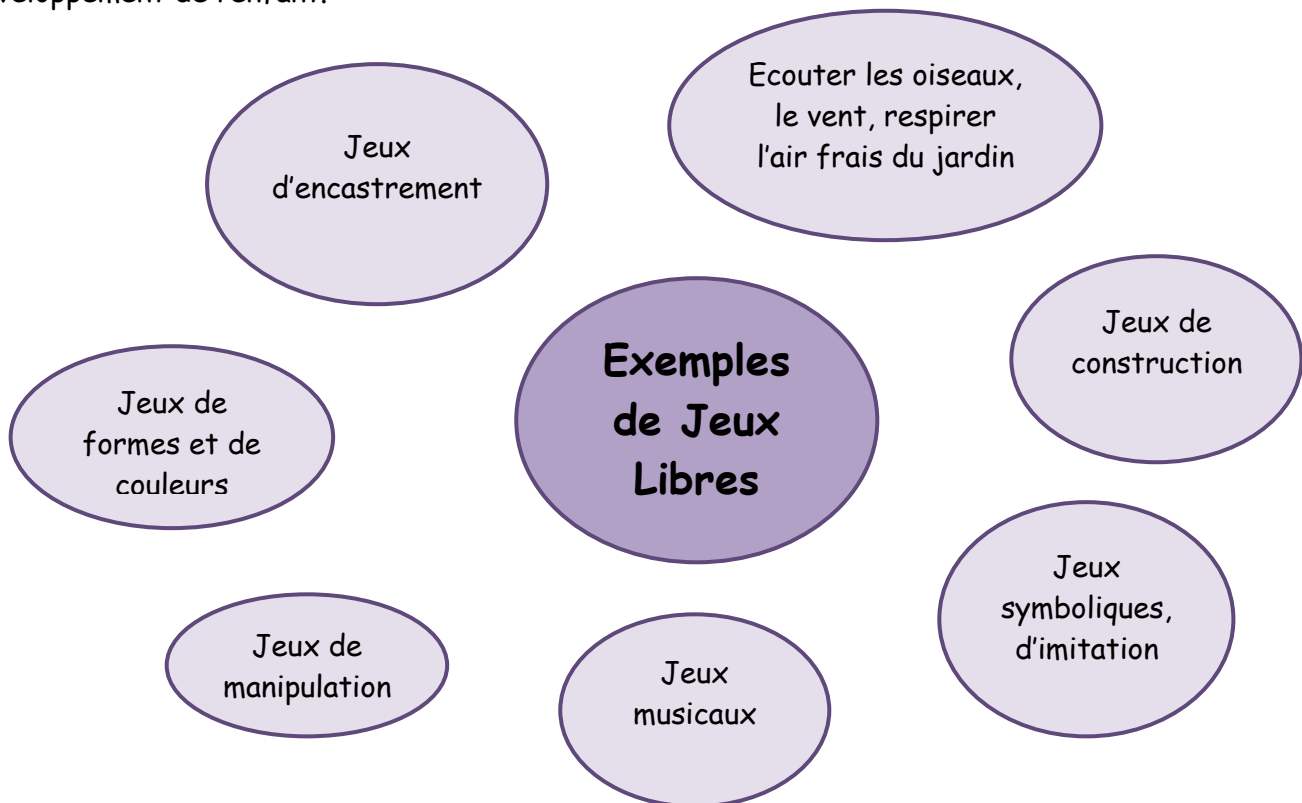 Ecouter les oiseaux,
le vent, respirer
l'air frais du jardin
Jeux
d'encastrement
Jeux de
construction
Exemples
de Jeux
Libres
Jeux de
formes et de
couleurs
Jeux
symboliques,
d'imitation
Jeux de
manipulation
Jeux
musicaux